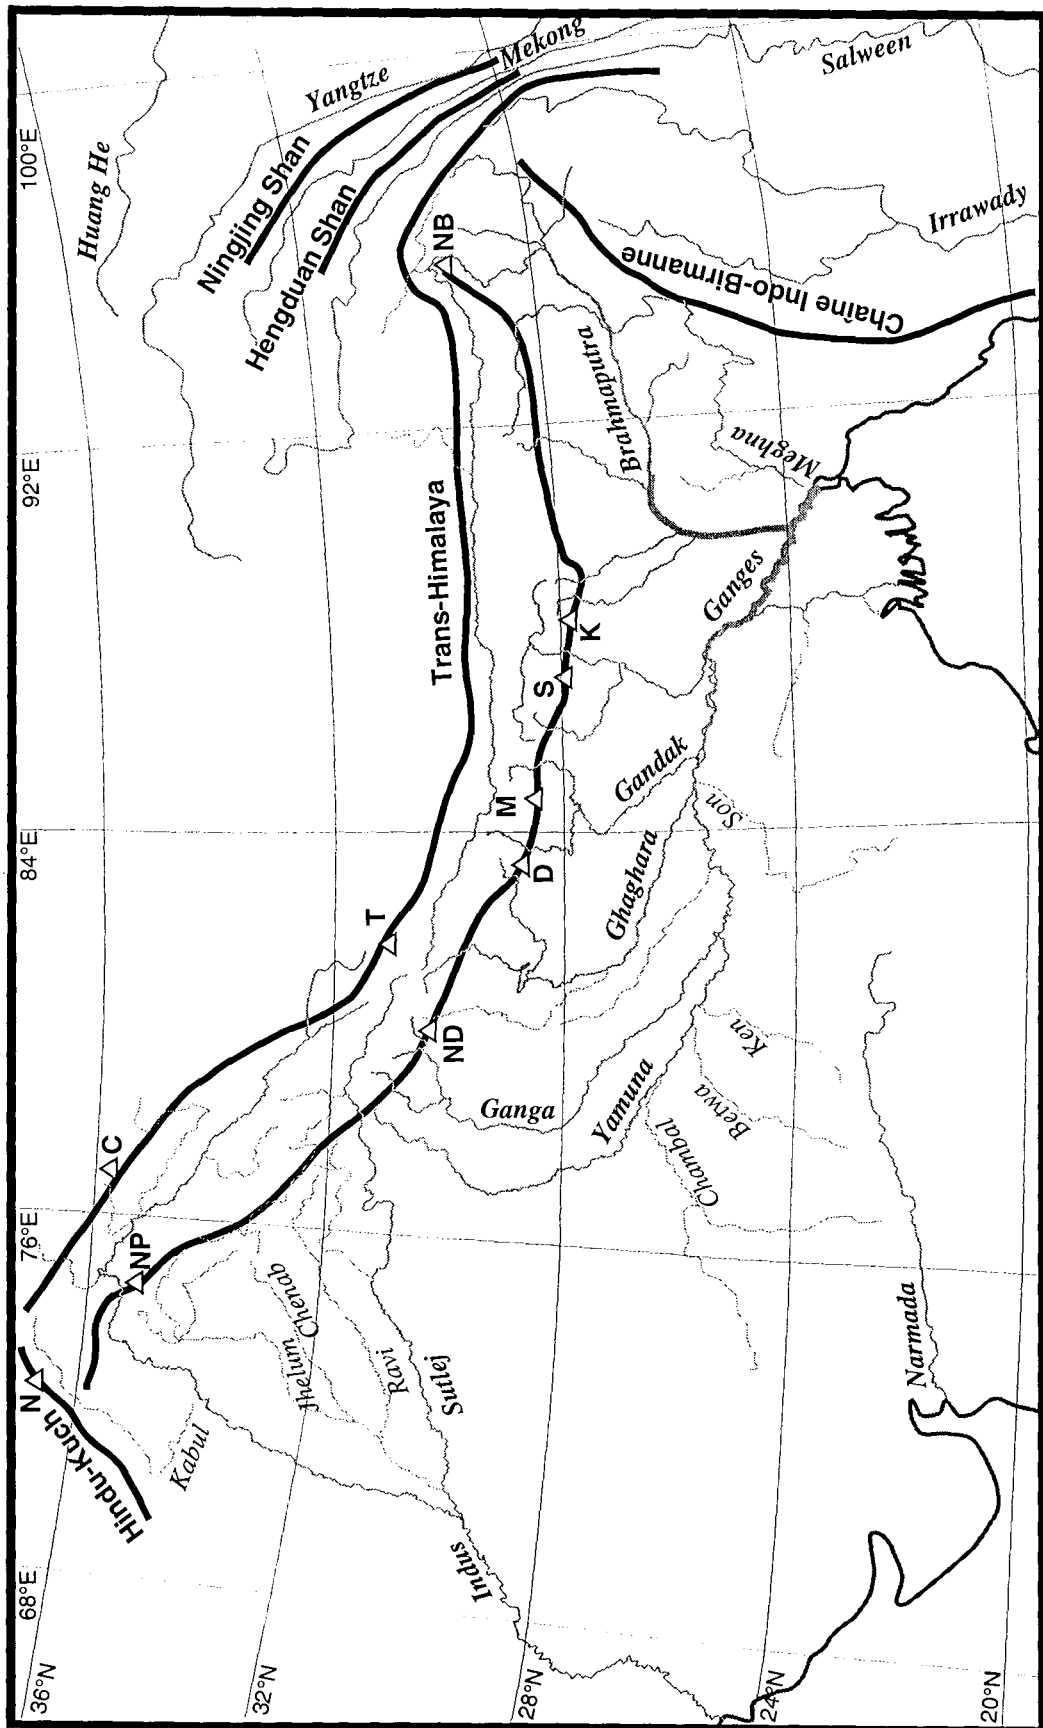 68°E
76°E
84°E
92°E
100°E
36°N
32°N
28°N
24°N
20°N
N
Hindu-Kuch
Kabul
NP
C
T
ND
D
M
S
K
NB
Trans-Himalaya
Ningjing Shan
Hengduan Shan
Chaîne Indo-Birmanne
Huang He
Yangtze
Mekong
Salween
Irrawady
Brahmaputra
Meghna
Ganges
Gandak
Ghaghara
Son
Ganga
Yamuna
Ken
Betwa
Chambal
Narmada
Jhelum
Chenab
Ravi
Sutlej
Indus